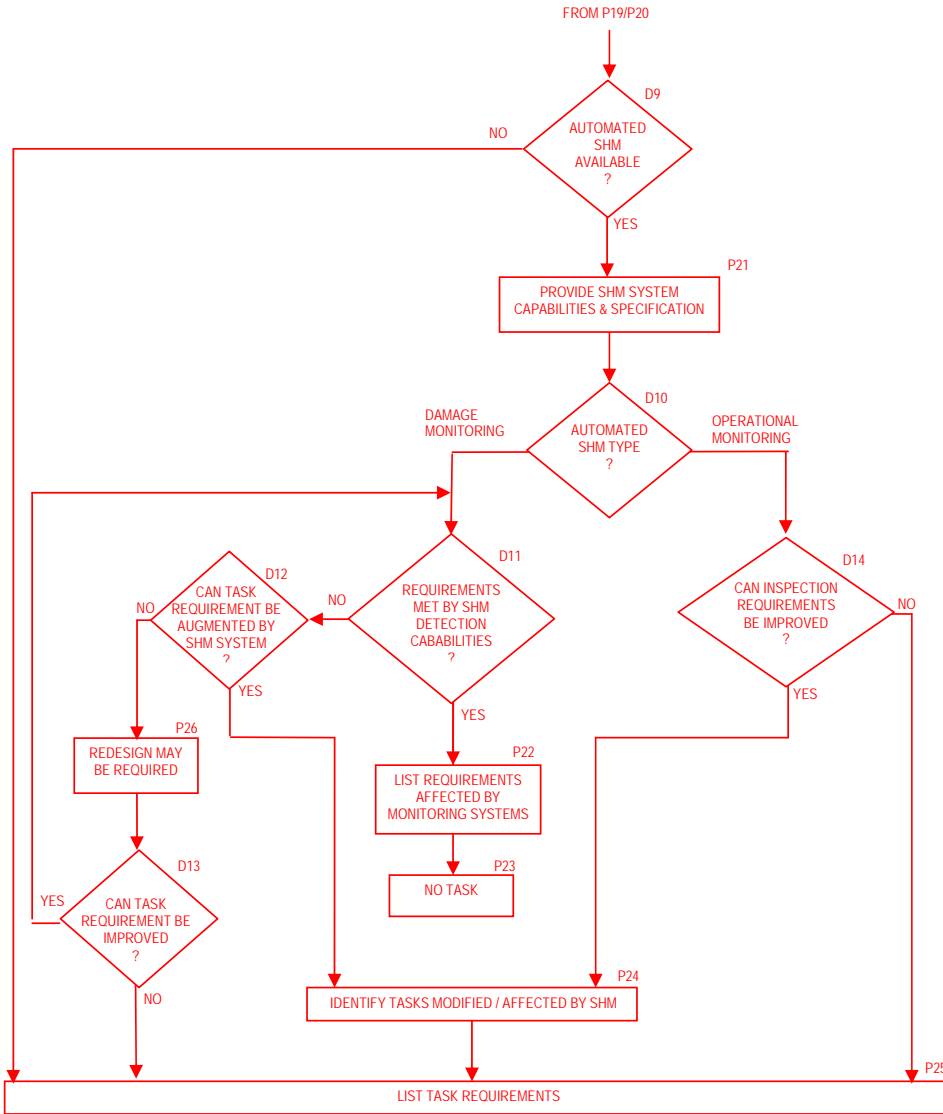 FROM P19/P20
D9
NO
AUTOMATED
SHM
AVAILABLE
?
YES
P21
PROVIDE SHM SYSTEM
CAPABILITIES & SPECIFICATION
D10
DAMAGE
MONITORING
AUTOMATED
SHM TYPE
?
OPERATIONAL
MONITORING
D12
CAN TASK
REQUIREMENT BE
AUGMENTED BY
SHM SYSTEM
?
NO
YES
NO
D11
REQUIREMENTS
MET BY SHM
DETECTION
CABABILITIES
?
YES
D14
CAN INSPECTION
REQUIREMENTS
BE IMPROVED
?
NO
YES
P26
REDESIGN MAY
BE REQUIRED
P22
LIST REQUIREMENTS
AFFECTED BY
MONITORING SYSTEMS
P23
NO TASK
D13
YES
CAN TASK
REQUIREMENT BE
IMPROVED
?
NO
P24
IDENTIFY TASKS MODIFIED / AFFECTED BY SHM
P25
LIST TASK REQUIREMENTS